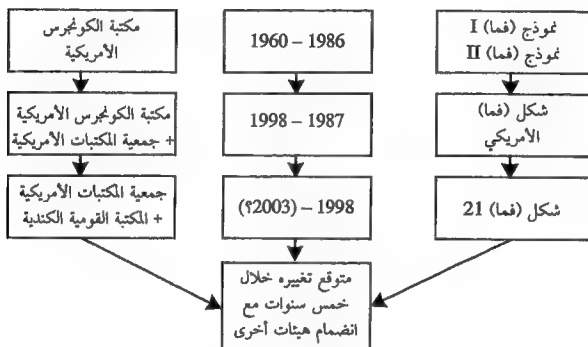 نموذج (فما) I
نموذج (فما) II
1960 – 1986
مكتبة الكونجرس
الأمريكية
شكل (فما)
الأمريكي
1987 – 1998
مكتبة الكونجرس الأمريكية
+ جمعية المكتبات الأمريكية
شكل (فما) 21
1998 – (2003؟)
جمعية المكتبات الأمريكية
+ المكتبة القومية الكندية
متوقع تغييره خلال
خمس سنوات مع
انضمام هيئات أخرى